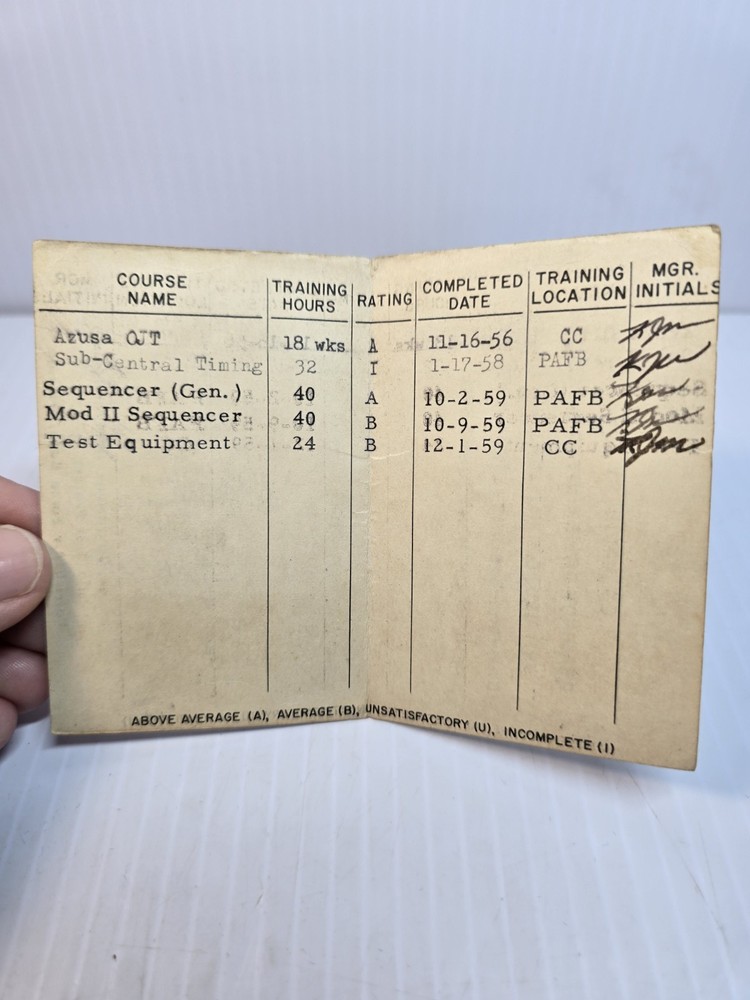 COURSE NAME TRAINING HOURS RATING COMPLETED DATE TRAINING LOCATION MGR. INITIALS
Azusa OJT 18 wks A 11-16-56 CC
Sub-Central Timing 32 I 1-17-58 PAFB
Sequencer (Gen.) 40 A 10-2-59 PAFB
Mod II Sequencer 40 B 10-9-59 PAFB
Test Equipment 24 B 12-1-59 CC
ABOVE AVERAGE (A), AVERAGE (B), UNSATISFACTORY (U), INCOMPLETE (I)